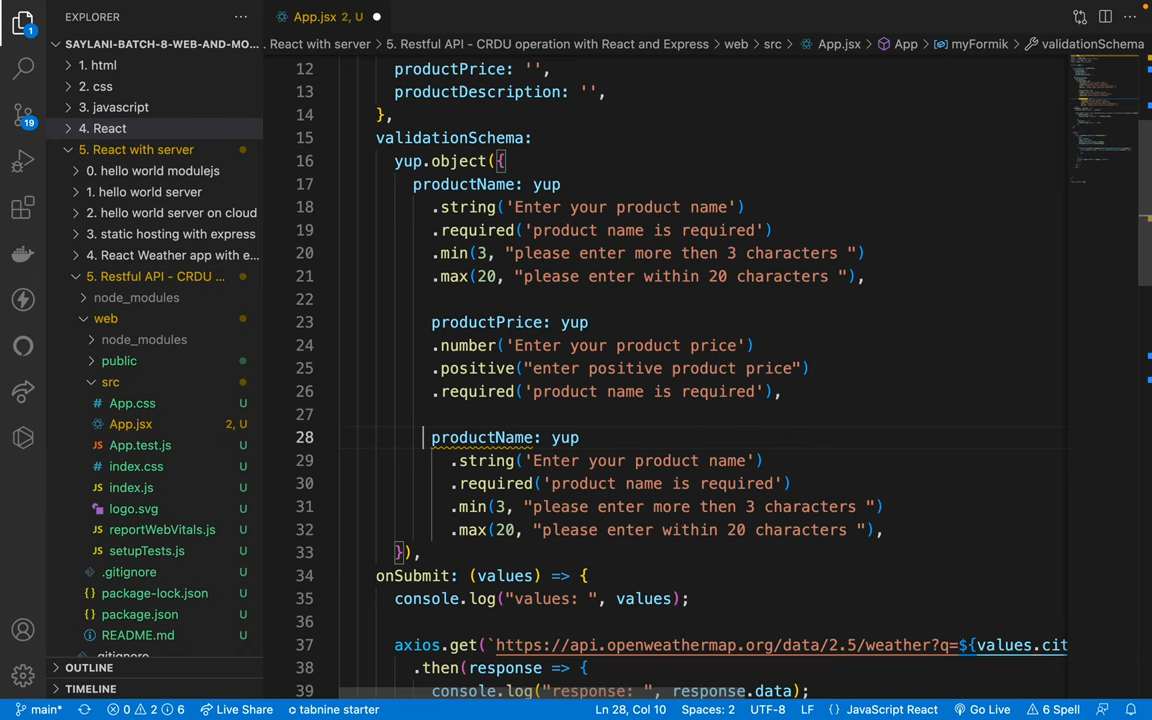 EXPLORER
App.jsx 2, U
SAYLANI-BATCH-8-WEB-AND-MO...
. React with server > 5. Restful API - CRDU operation with React and Express > web > src > App.jsx > App > myFormik > validationSchema
1. html
2. css
3. javascript
4. React
5. React with server
0. hello world modulejs
1. hello world server
2. hello world server on cloud
3. static hosting with express
4. React Weather app with e...
5. Restful API - CRDU ...
node_modules
web
node_modules
public
src
App.css U
App.jsx 2, U
App.test.js U
index.css U
index.js U
logo.svg U
reportWebVitals.js U
setupTests.js U
.gitignore U
package-lock.json U
package.json U
README.md U
.gitignore
OUTLINE
TIMELINE
12 productPrice: '',
13 productDescription: '',
14 },
15 validationSchema:
16 yup.object({
17 productName: yup
18 .string('Enter your product name')
19 .required('product name is required')
20 .min(3, "please enter more then 3 characters ")
21 .max(20, "please enter within 20 characters "),
22
23 productPrice: yup
24 .number('Enter your product price')
25 .positive("enter positive product price")
26 .required('product name is required'),
27
28 productName: yup
29 .string('Enter your product name')
30 .required('product name is required')
31 .min(3, "please enter more then 3 characters ")
32 .max(20, "please enter within 20 characters "),
33 }),
34 onSubmit: (values) => {
35 console.log("values: ", values);
36
37 axios.get(`https://api.openweathermap.org/data/2.5/weather?q=${values.cit
38 .then(response => {
39 console.log("response: ", response.data);
1
19
main* 0 2 6 Live Share tabnine starter Ln 28, Col 10 Spaces: 2 UTF-8 LF {} JavaScript React Go Live 6 Spell